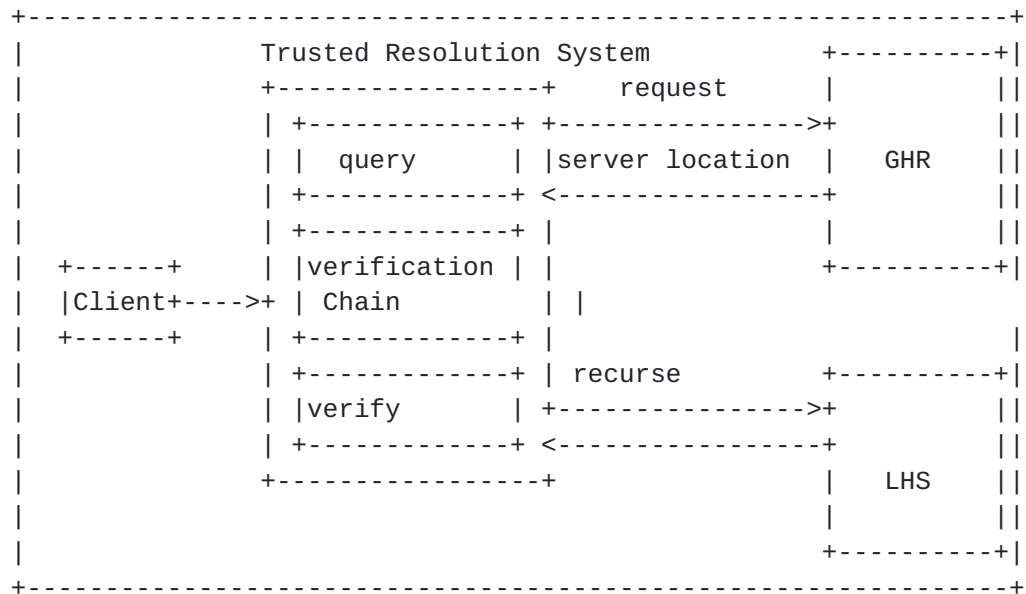 Trusted Resolution System
request
query server location GHR
verification
Client Chain
recurse
verify
LHS